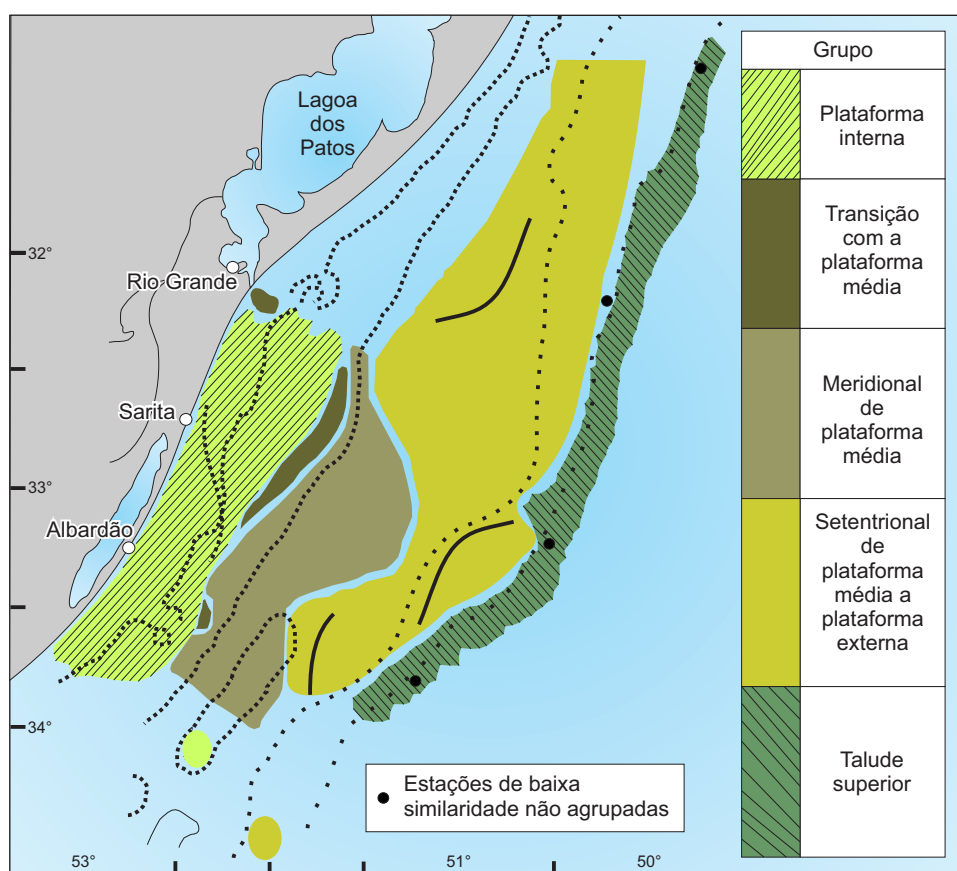 Lagoa
dos
Patos
32°
Rio Grande
Sarita
33°
Albardão
34°
53°
51°
50°
Estações de baixa
similaridade não agrupadas
Grupo
Plataforma
interna
Transição
com a
plataforma
média
Meridional
de
plataforma
média
Setentrional
de
plataforma
média a
plataforma
externa
Talude
superior